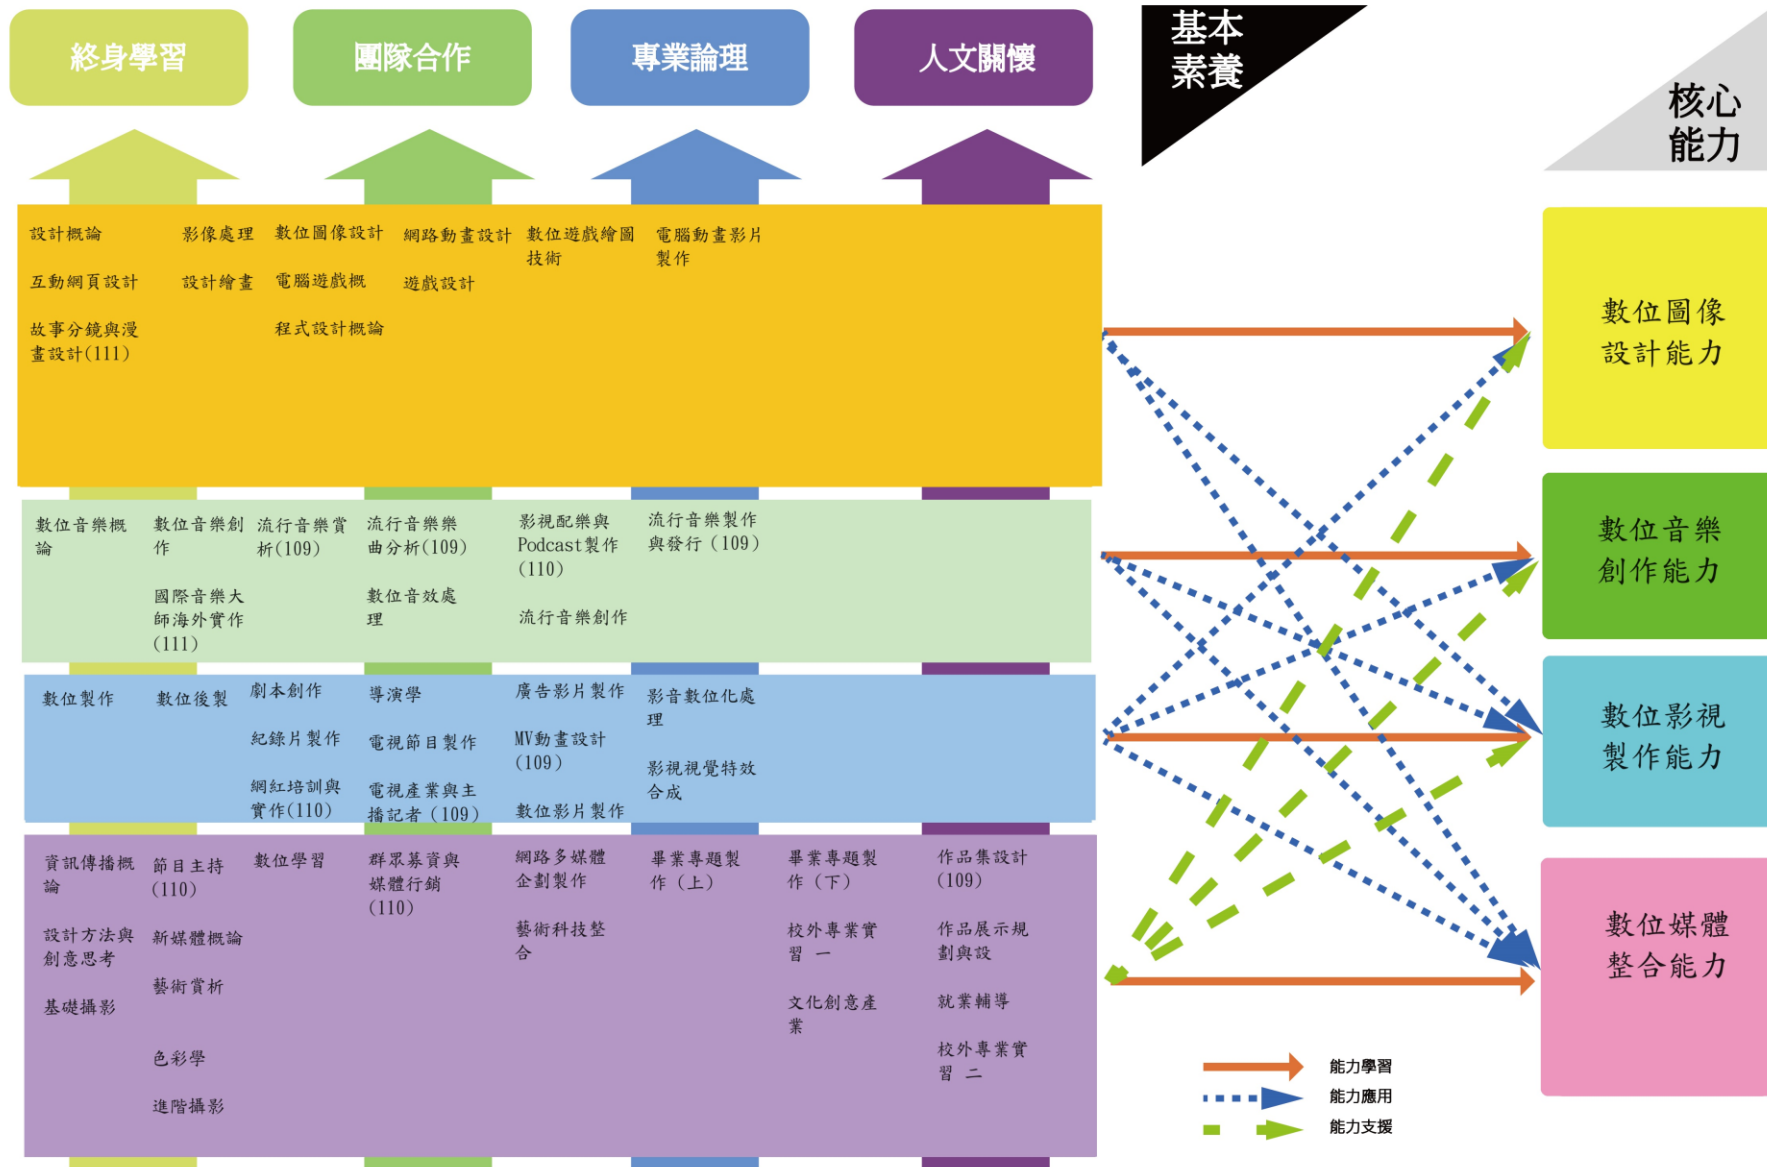 終身學習
團隊合作
專業論理
人文關懷
基本
素養
核心
能力
設計概論
互動網頁設計
故事分鏡與漫
畫設計(111)
影像處理
設計繪畫
數位圖像設計
電腦遊戲概
程式設計概論
網路動畫設計
遊戲設計
數位遊戲繪圖
技術
電腦動畫影片
製作
數位圖像
設計能力
數位音樂概
論
數位音樂創
作
國際音樂大
師海外實作
(111)
流行音樂賞
析(109)
流行音樂樂
曲分析(109)
數位音效處
理
影視配樂與
Podcast製作
(110)
流行音樂創作
流行音樂製作
與發行（109）
數位音樂
創作能力
數位製作
數位後製
劇本創作
紀錄片製作
網紅培訓與
實作(110)
導演學
電視節目製作
電視產業與主
播記者（109）
廣告影片製作
MV動畫設計
(109)
數位影片製作
影音數位化處
理
影視視覺特效
合成
數位影視
製作能力
資訊傳播概
論
設計方法與
創意思考
基礎攝影
節目主持
(110)
新媒體概論
藝術賞析
色彩學
進階攝影
數位學習
群眾募資與
媒體行銷
(110)
網路多媒體
企劃製作
藝術科技整
合
畢業專題製
作（上）
畢業專題製
作（下）
校外專業實
習 一
文化創意產
業
作品集設計
(109)
作品展示規
劃與設
就業輔導
校外專業實
習 二
數位媒體
整合能力
能力學習
能力應用
能力支援